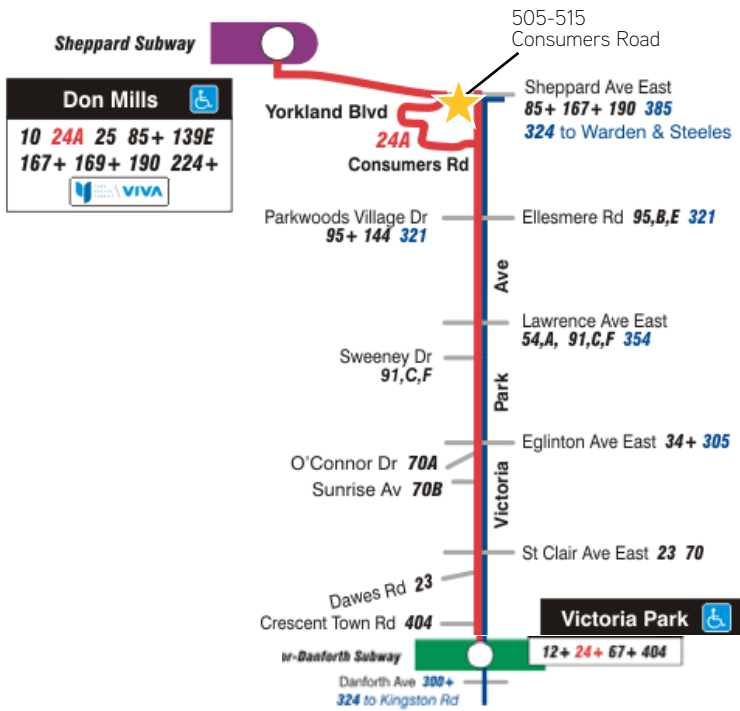 505-515
Consumers Road
Sheppard Subway
Don Mills
10 24A 25 85+ 139E
167+ 169+ 190 224+
VIVA
Yorkland Blvd
24A
Consumers Rd
Sheppard Ave East
85+ 167+ 190 385
324 to Warden & Steeles
Parkwoods Village Dr
95+ 144 321
Ellesmere Rd 95,B,E 321
Victoria Park Ave
Lawrence Ave East
54,A, 91,C,F 354
Sweeney Dr
91,C,F
Eglinton Ave East 34+ 305
O'Connor Dr 70A
Sunrise Av 70B
St Clair Ave East 23 70
Dawes Rd 23
Crescent Town Rd 404
Victoria Park
12+ 24+ 67+ 404
or-Danforth Subway
Danforth Ave 300+
324 to Kingston Rd